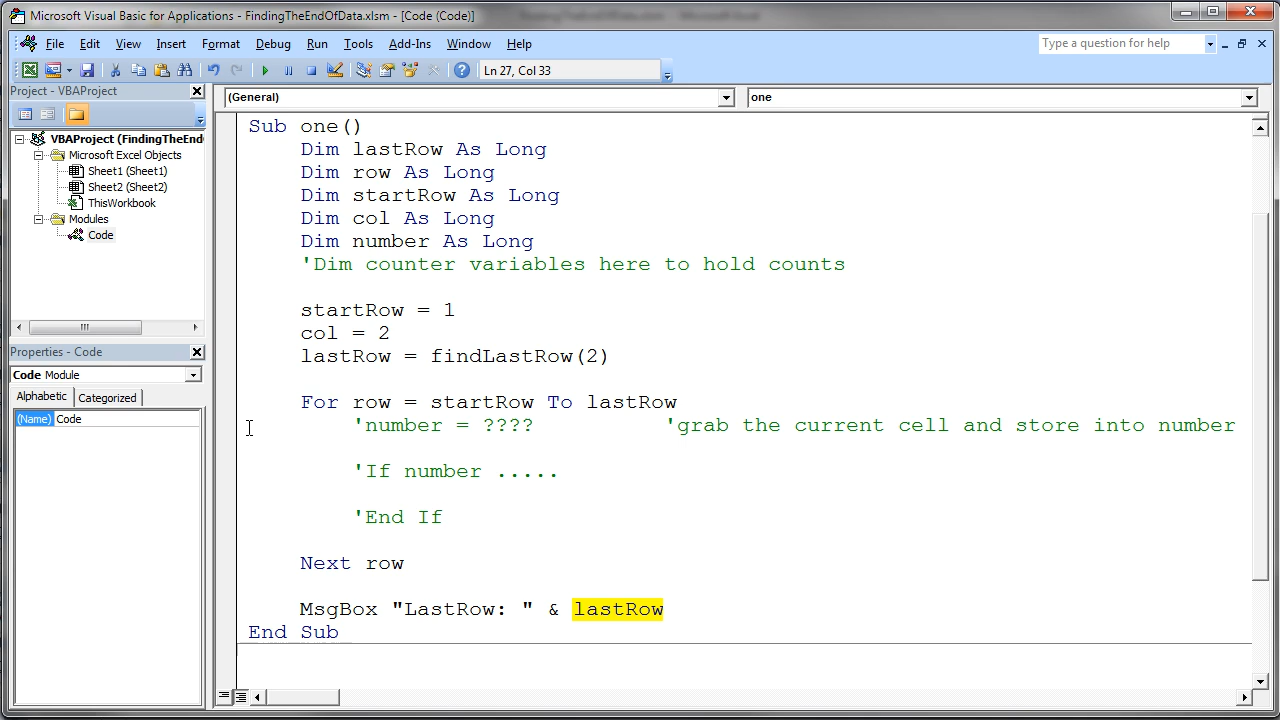 Microsoft Visual Basic for Applications - FindingTheEndOfData.xlsm - [Code (Code)]
File Edit View Insert Format Debug Run Tools Add-Ins Window Help
Type a question for help
Ln 27, Col 33
Project - VBAProject
VBAProject (FindingTheEnd
Microsoft Excel Objects
Sheet1 (Sheet1)
Sheet2 (Sheet2)
ThisWorkbook
Modules
Code
Properties - Code
Code Module
Alphabetic Categorized
(Name) Code
(General) one
Sub one()
Dim lastRow As Long
Dim row As Long
Dim startRow As Long
Dim col As Long
Dim number As Long
'Dim counter variables here to hold counts
startRow = 1
col = 2
lastRow = findLastRow(2)
For row = startRow To lastRow
'number = ???? 'grab the current cell and store into number
'If number .....
'End If
Next row
MsgBox "LastRow: " & lastRow
End Sub